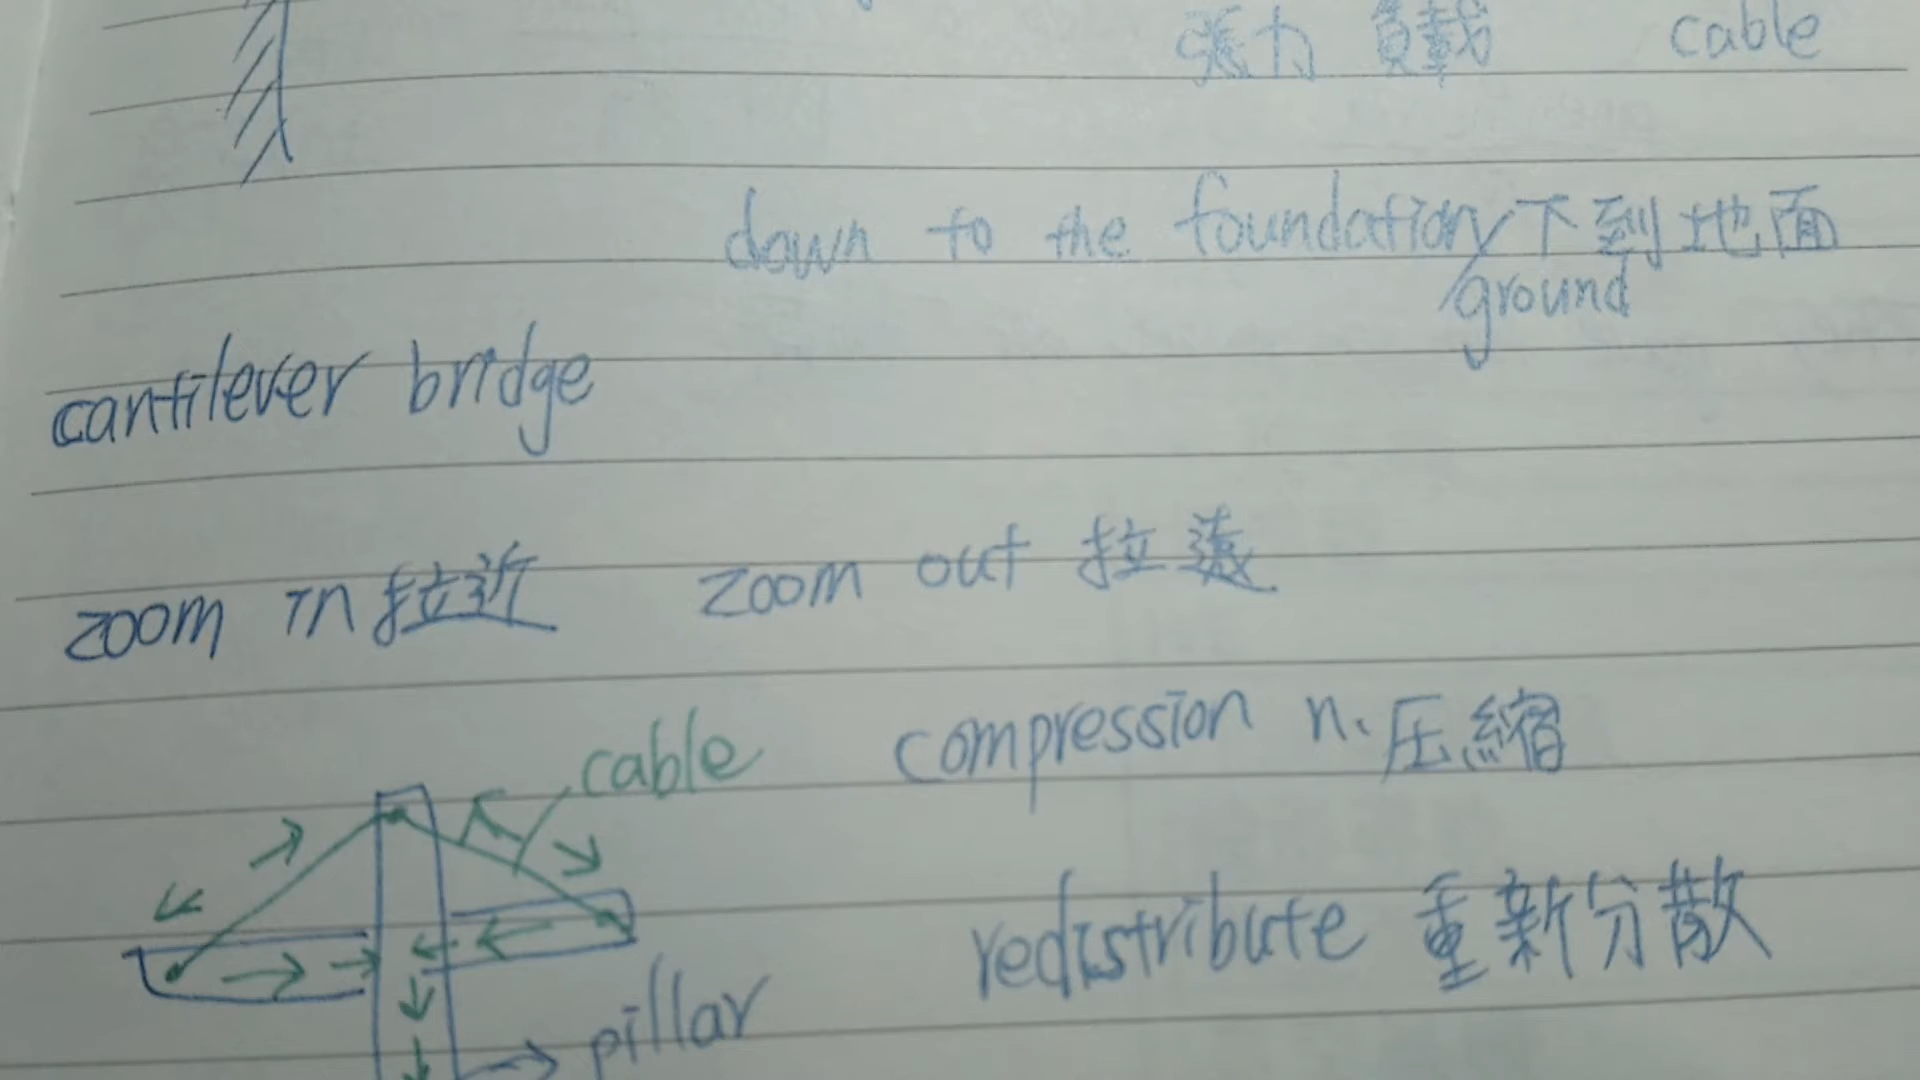 張力 負載 cable
down to the foundation/下到地面
/ground
cantilever bridge
zoom in 拉近 zoom out 拉遠
cable compression n. 压縮
redistribute 重新分散
pillar